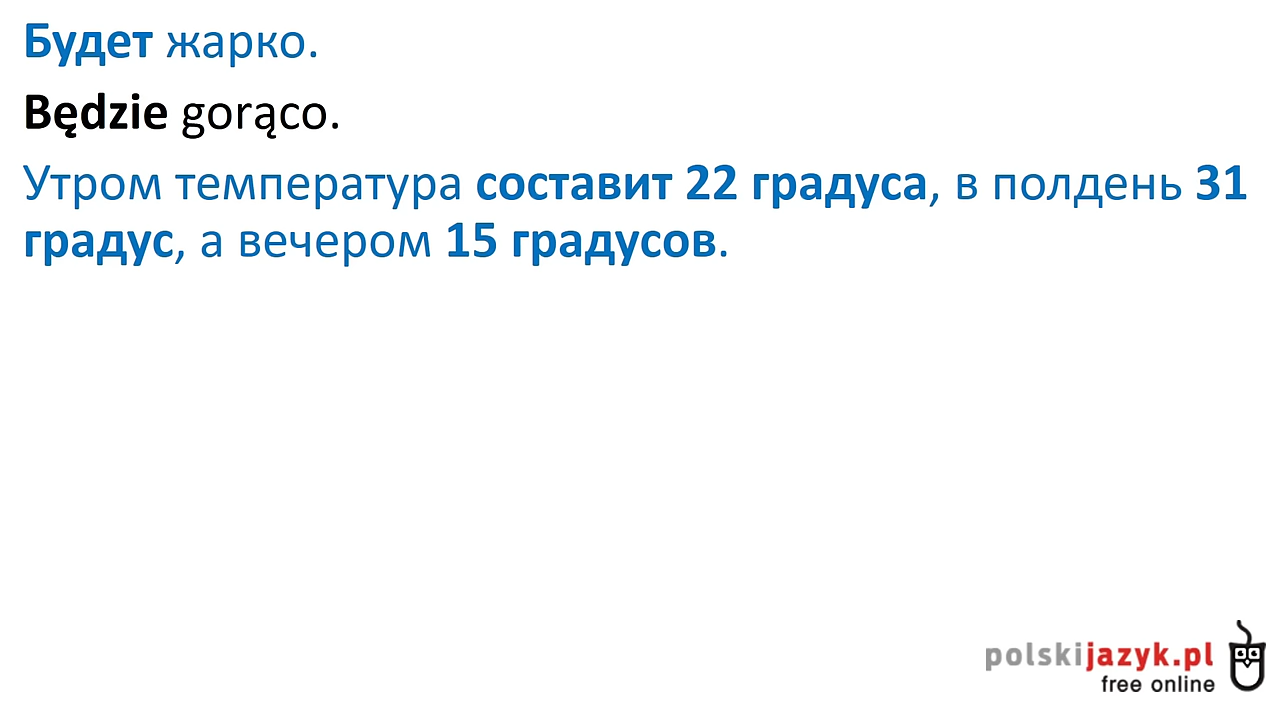 Будет жарко.
Będzie gorąco.
Утром температура составит 22 градуса, в полдень 31
градус, а вечером 15 градусов.
polskijazyk.pl
free online